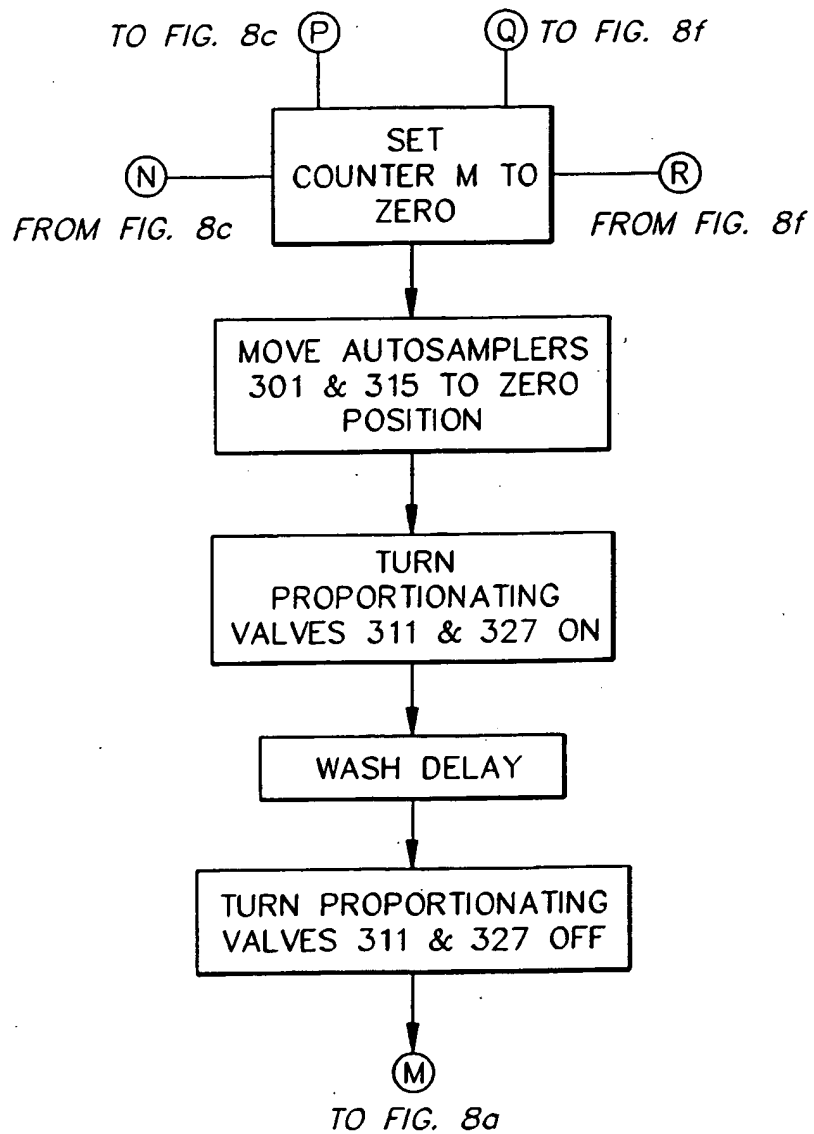 TO FIG. 8c P
Q TO FIG. 8f
SET
COUNTER M TO
ZERO
N
R
FROM FIG. 8c
FROM FIG. 8f
MOVE AUTOSAMPLERS
301 & 315 TO ZERO
POSITION
TURN
PROPORTIONATING
VALVES 311 & 327 ON
WASH DELAY
TURN PROPORTIONATING
VALVES 311 & 327 OFF
M
TO FIG. 8a